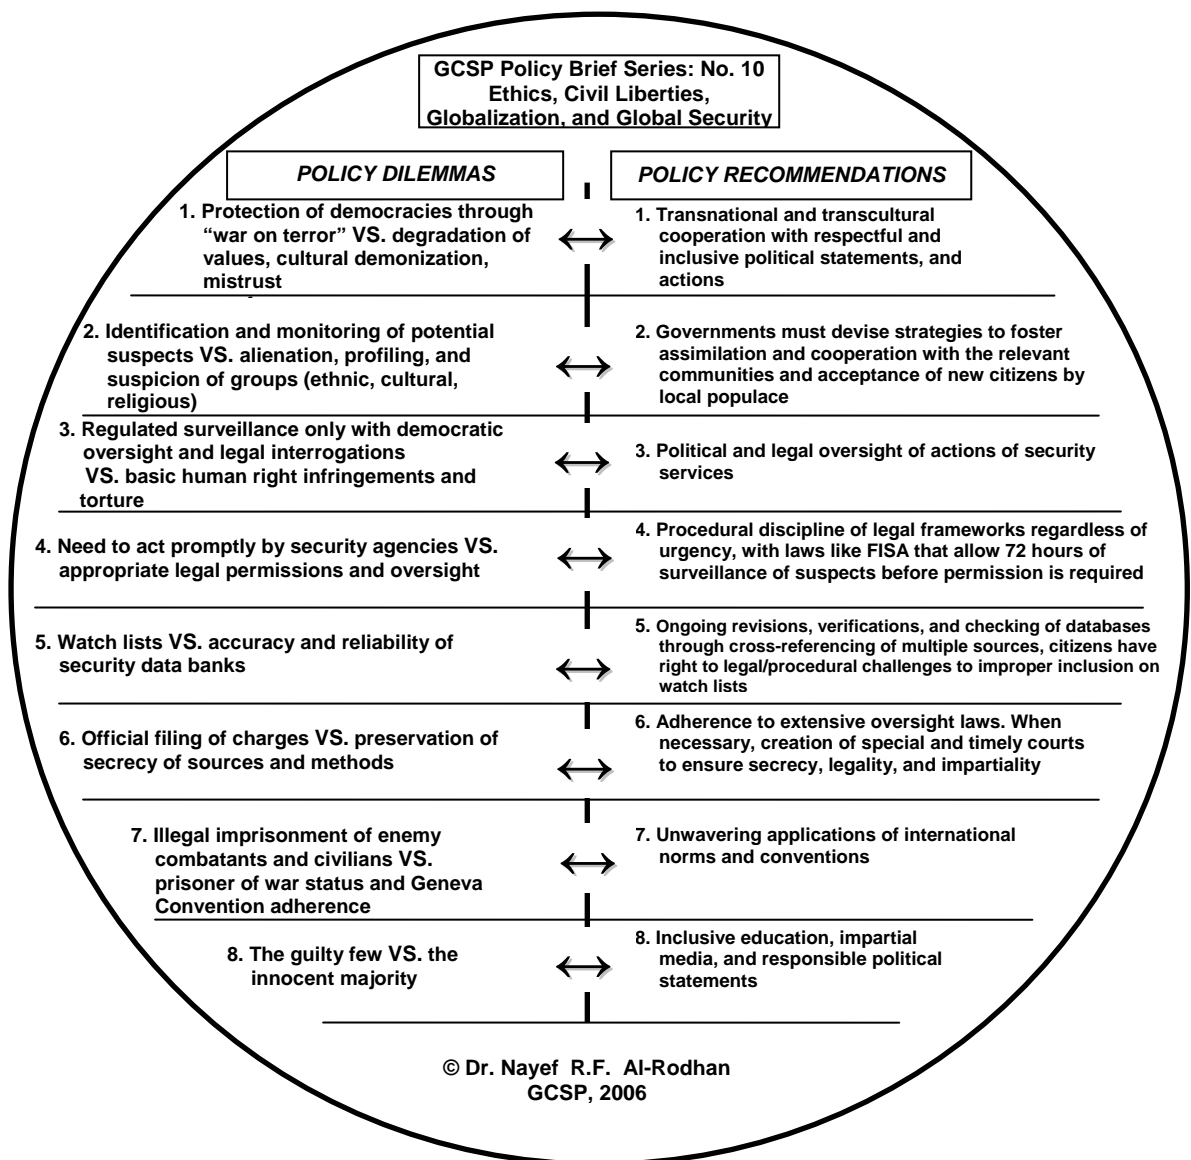 GCSP Policy Brief Series: No. 10
Ethics, Civil Liberties,
Globalization, and Global Security
POLICY DILEMMAS
POLICY RECOMMENDATIONS
1. Protection of democracies through
“war on terror” VS. degradation of
values, cultural demonization,
mistrust
1. Transnational and transcultural
cooperation with respectful and
inclusive political statements, and
actions
2. Identification and monitoring of potential
suspects VS. alienation, profiling, and
suspicion of groups (ethnic, cultural,
religious)
2. Governments must devise strategies to foster
assimilation and cooperation with the relevant
communities and acceptance of new citizens by
local populace
3. Regulated surveillance only with democratic
oversight and legal interrogations
VS. basic human right infringements and
torture
3. Political and legal oversight of actions of security
services
4. Need to act promptly by security agencies VS.
appropriate legal permissions and oversight
4. Procedural discipline of legal frameworks regardless of
urgency, with laws like FISA that allow 72 hours of
surveillance of suspects before permission is required
5. Watch lists VS. accuracy and reliability of
security data banks
5. Ongoing revisions, verifications, and checking of databases
through cross-referencing of multiple sources, citizens have
right to legal/procedural challenges to improper inclusion on
watch lists
6. Official filing of charges VS. preservation of
secrecy of sources and methods
6. Adherence to extensive oversight laws. When
necessary, creation of special and timely courts
to ensure secrecy, legality, and impartiality
7. Illegal imprisonment of enemy
combatants and civilians VS.
prisoner of war status and Geneva
Convention adherence
7. Unwavering applications of international
norms and conventions
8. The guilty few VS. the
innocent majority
8. Inclusive education, impartial
media, and responsible political
statements
© Dr. Nayef R.F. Al-Rodhan
GCSP, 2006